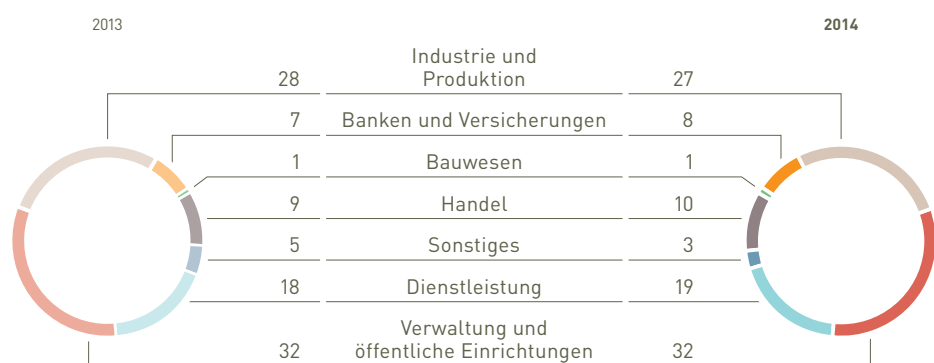 2013 2014
Industrie und
28 Produktion 27
7 Banken und Versicherungen 8
1 Bauwesen 1
9 Handel 10
5 Sonstiges 3
18 Dienstleistung 19
Verwaltung und
32 öffentliche Einrichtungen 32